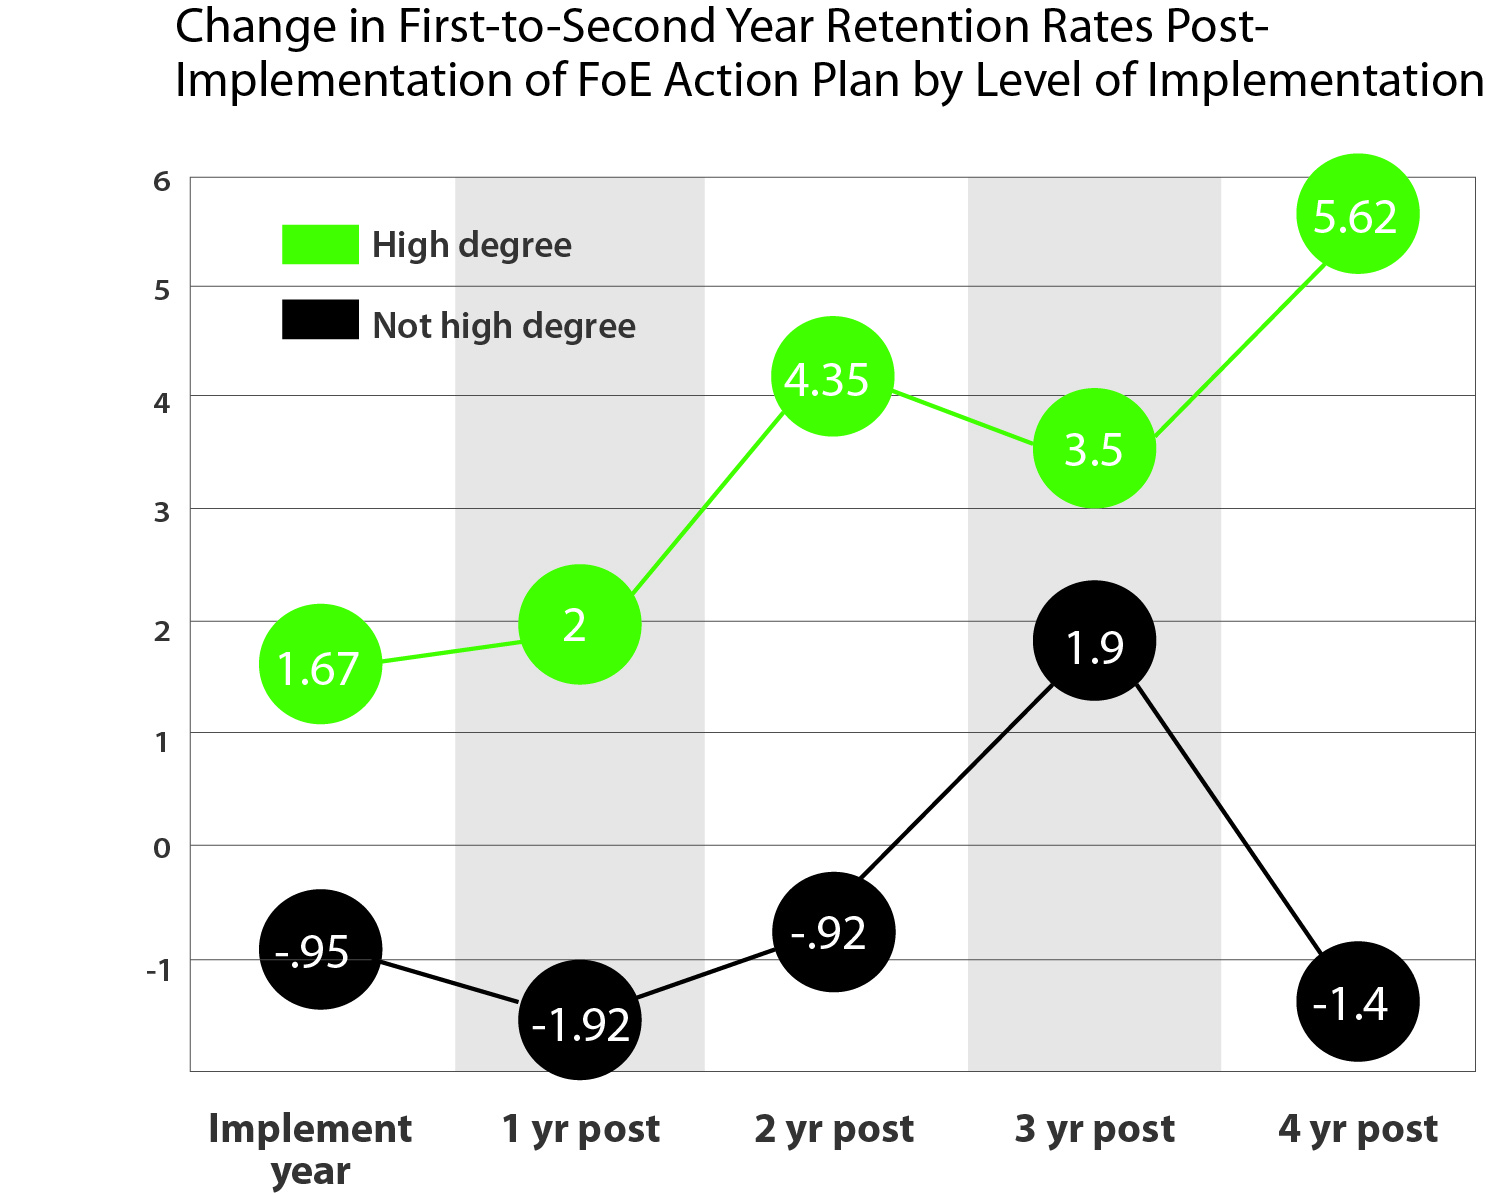 Change in First-to-Second Year Retention Rates Post-
Implementation of FoE Action Plan by Level of Implementation
6
5
4
3
2
1
0
-1
High degree
Not high degree
1.67
2
4.35
3.5
5.62
-.95
-1.92
-.92
1.9
-1.4
Implement
year
1 yr post
2 yr post
3 yr post
4 yr post